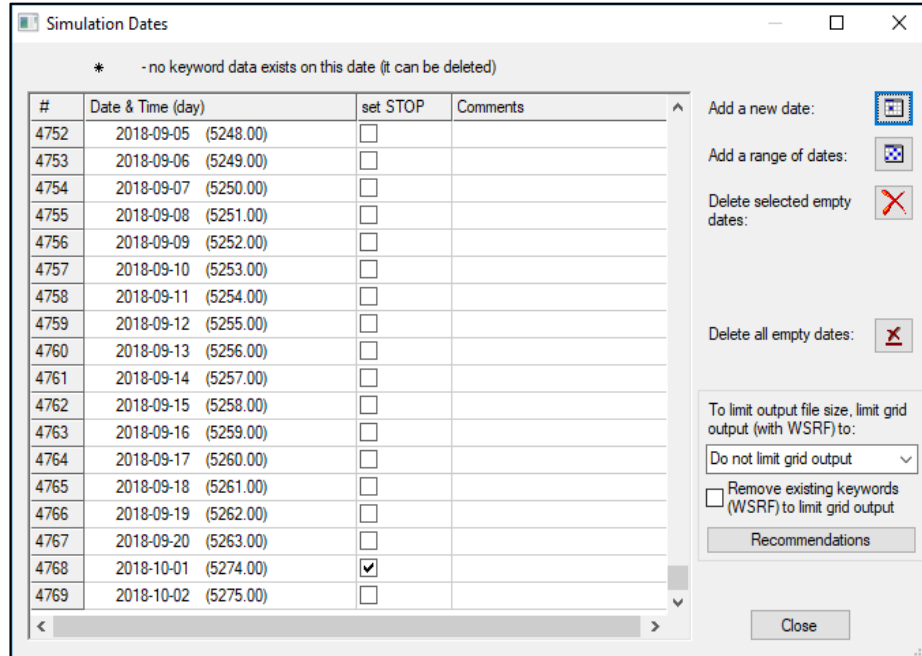 Simulation Dates
* - no keyword data exists on this date (it can be deleted)
# Date & Time (day) set STOP Comments
4752 2018-09-05 (5248.00)
4753 2018-09-06 (5249.00)
4754 2018-09-07 (5250.00)
4755 2018-09-08 (5251.00)
4756 2018-09-09 (5252.00)
4757 2018-09-10 (5253.00)
4758 2018-09-11 (5254.00)
4759 2018-09-12 (5255.00)
4760 2018-09-13 (5256.00)
4761 2018-09-14 (5257.00)
4762 2018-09-15 (5258.00)
4763 2018-09-16 (5259.00)
4764 2018-09-17 (5260.00)
4765 2018-09-18 (5261.00)
4766 2018-09-19 (5262.00)
4767 2018-09-20 (5263.00)
4768 2018-10-01 (5274.00)
4769 2018-10-02 (5275.00)
Add a new date:
Add a range of dates:
Delete selected empty
dates:
Delete all empty dates:
To limit output file size, limit grid
output (with WSRF) to:
Do not limit grid output
Remove existing keywords
(WSRF) to limit grid output
Recommendations
Close